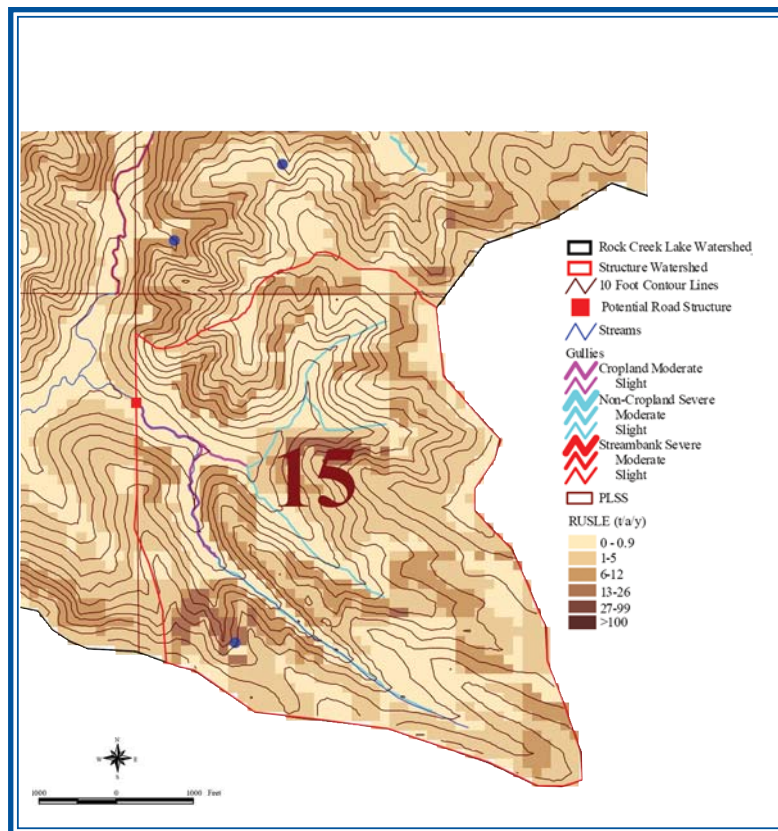 Rock Creek Lake Watershed
Structure Watershed
10 Foot Contour Lines
Potential Road Structure
Streams
Gullies
Cropland Moderate
Slight
Non-Cropland Severe
Moderate
Slight
Streambank Severe
Moderate
Slight
PLSS
RUSLE (t/a/y)
0 - 0.9
1-5
6-12
13-26
27-99
>100
15
N
W E
S
1000 0 1000 Feet